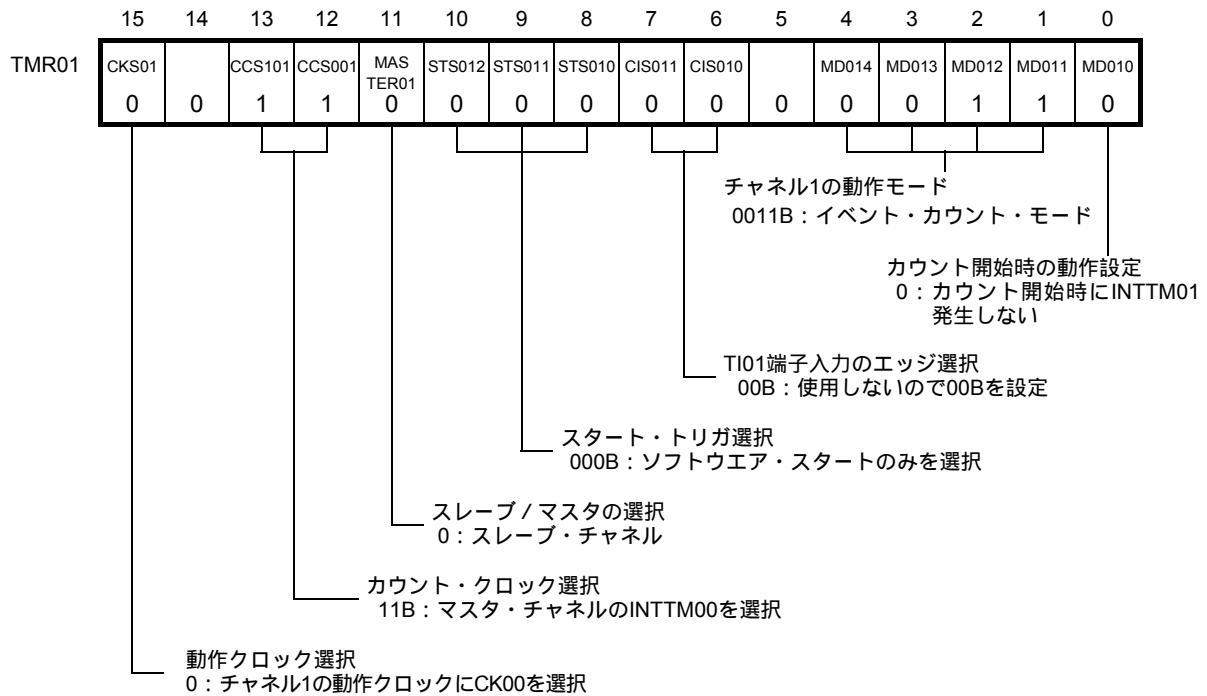 15 14 13 12 11 10 9 8 7 6 5 4 3 2 1 0
TMR01
CKS01 CCS101 CCS001 MAS STS012 STS011 STS010 CIS011 CIS010 MD014 MD013 MD012 MD011 MD010
TER01
0 0 1 1 0 0 0 0 0 0 0 0 0 1 1 0
チャネル1の動作モード
0011B：イベント・カウント・モード
カウント開始時の動作設定
0：カウント開始時にINTTM01
発生しない
TI01端子入力のエッジ選択
00B：使用しないので00Bを設定
スタート・トリガ選択
000B：ソフトウエア・スタートのみを選択
スレーブ／マスタの選択
0：スレーブ・チャネル
カウント・クロック選択
11B：マスタ・チャネルのINTTM00を選択
動作クロック選択
0：チャネル1の動作クロックにCK00を選択